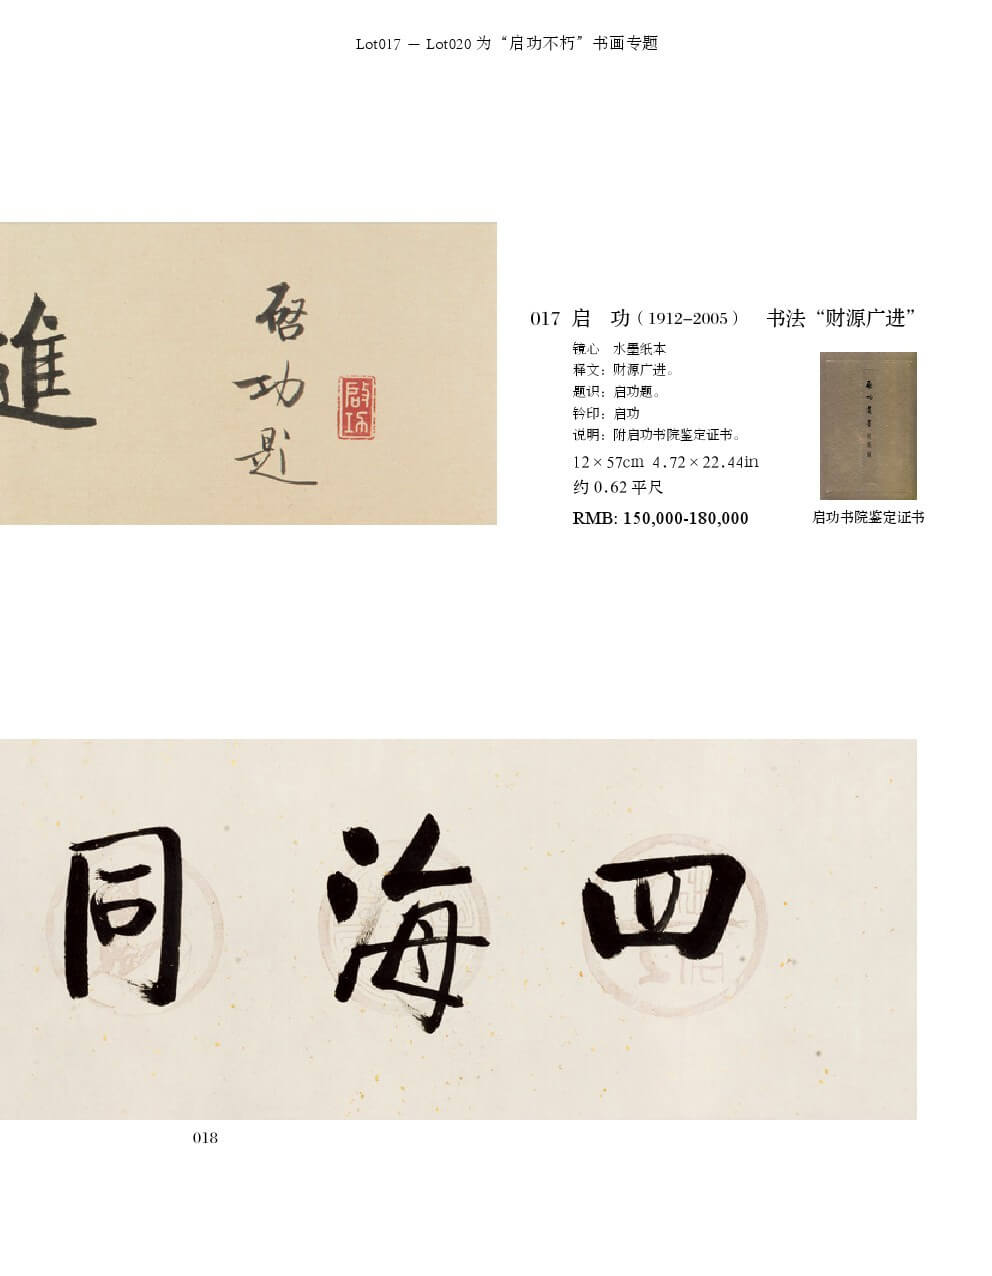 Lot017 — Lot020 为“启功不朽”书画专题
進
啓
功
题
啟
功
017 启 功（1912–2005） 书法“财源广进”
镜心 水墨纸本
释文：财源广进。
题识：启功题。
钤印：启功
说明：附启功书院鉴定证书。
12×57cm 4.72×22.44in
约 0.62 平尺
RMB: 150,000-180,000
启功书院鉴定证书
同 海 四
018